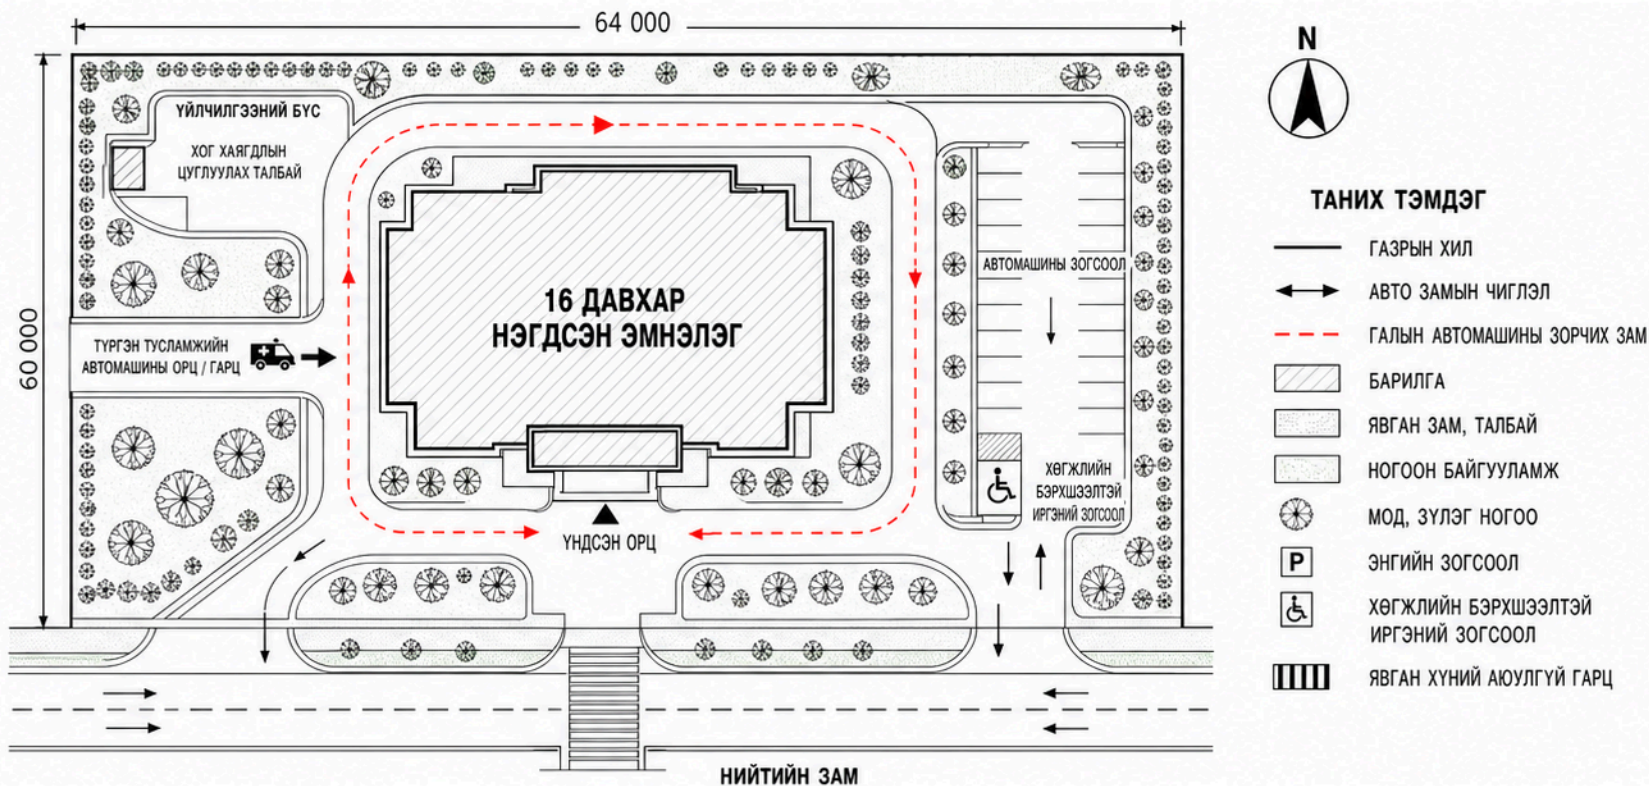 64 000
60 000
ҮЙЛЧИЛГЭЭНИЙ БҮС
ХОГ ХАЯГДЛЫН
ЦУГЛУУЛАХ ТАЛБАЙ
16 ДАВХАР
НЭГДСЭН ЭМНЭЛЭГ
ТҮРГЭН ТУСЛАМЖИЙН
АВТОМАШИНЫ ОРЦ / ГАРЦ
АВТОМАШИНЫ ЗОГСООЛ
ХӨГЖЛИЙН
БЭРХШЭЭЛТЭЙ
ИРГЭНИЙ ЗОГСООЛ
ҮНДСЭН ОРЦ
НИЙТИЙН ЗАМ
N
ТАНИХ ТЭМДЭГ
ГАЗРЫН ХИЛ
АВТО ЗАМЫН ЧИГЛЭЛ
ГАЛЫН АВТОМАШИНЫ ЗОРЧИХ ЗАМ
БАРИЛГА
ЯВГАН ЗАМ, ТАЛБАЙ
НОГООН БАЙГУУЛАМЖ
МОД, ЗҮЛЭГ НОГОО
P ЭНГИЙН ЗОГСООЛ
ХӨГЖЛИЙН БЭРХШЭЭЛТЭЙ
ИРГЭНИЙ ЗОГСООЛ
ЯВГАН ХҮНИЙ АЮУЛГҮЙ ГАРЦ